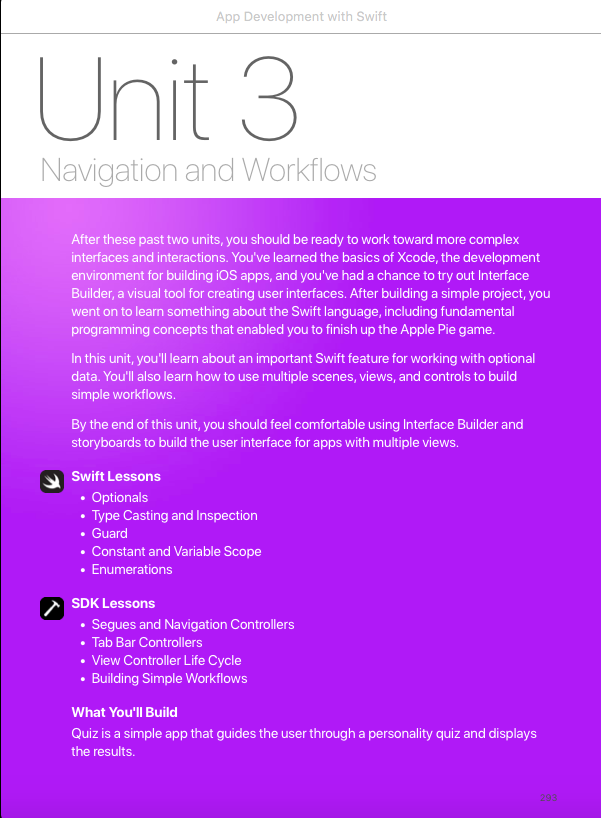 App Development with Swift
Unit 3
Navigation and Workflows
After these past two units, you should be ready to work toward more complex
interfaces and interactions. You've learned the basics of Xcode, the development
environment for building iOS apps, and you've had a chance to try out Interface
Builder, a visual tool for creating user interfaces. After building a simple project, you
went on to learn something about the Swift language, including fundamental
programming concepts that enabled you to finish up the Apple Pie game.
In this unit, you'll learn about an important Swift feature for working with optional
data. You'll also learn how to use multiple scenes, views, and controls to build
simple workflows.
By the end of this unit, you should feel comfortable using Interface Builder and
storyboards to build the user interface for apps with multiple views.
Swift Lessons
• Optionals
• Type Casting and Inspection
• Guard
• Constant and Variable Scope
• Enumerations
SDK Lessons
• Segues and Navigation Controllers
• Tab Bar Controllers
• View Controller Life Cycle
• Building Simple Workflows
What You'll Build
Quiz is a simple app that guides the user through a personality quiz and displays
the results.